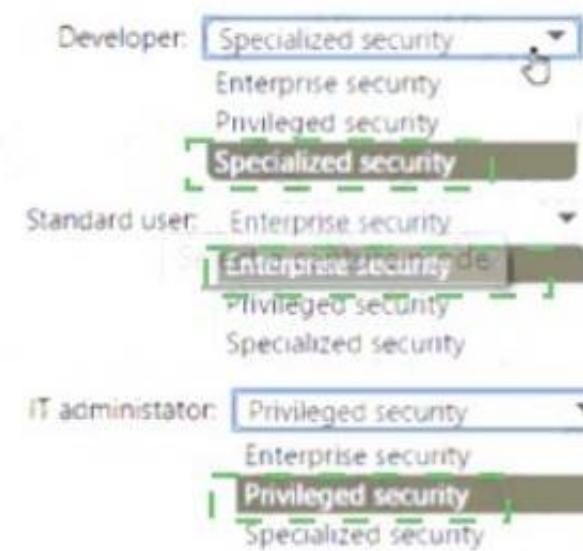 Developer: Specialized security
Enterprise security
Privileged security
Specialized security
Standard user: Enterprise security
Enterprise security
Privileged security
Specialized security
IT administator: Privileged security
Enterprise security
Privileged security
Specialized security